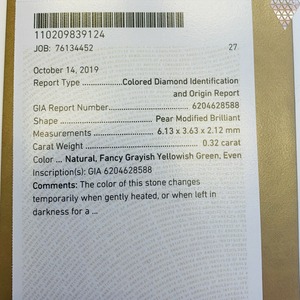 110209839124
JOB: 76134452 27
October 14, 2019
Report Type ................Colored Diamond Identification
and Origin Report
GIA Report Number................................6204628588
Shape ................................Pear Modified Brilliant
Measurements ......................6.13 x 3.63 x 2.12 mm
Carat Weight ........................................0.32 carat
Color ... Natural, Fancy Grayish Yellowish Green, Even
Inscription(s): GIA 6204628588
Comments: The color of this stone changes
temporarily when gently heated, or when left in
darkness for a ...